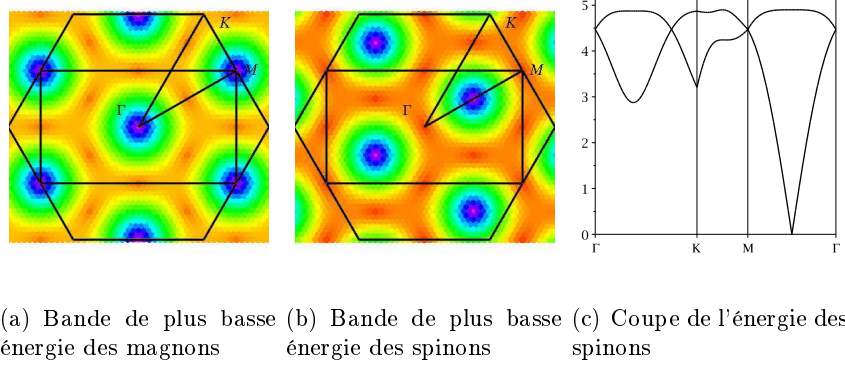 K
M
Γ
K
M
Γ
5
4
3
2
1
0
Γ K M Γ
(a) Bande de plus basse énergie des magnons
(b) Bande de plus basse énergie des spinons
(c) Coupe de l'énergie des spinons